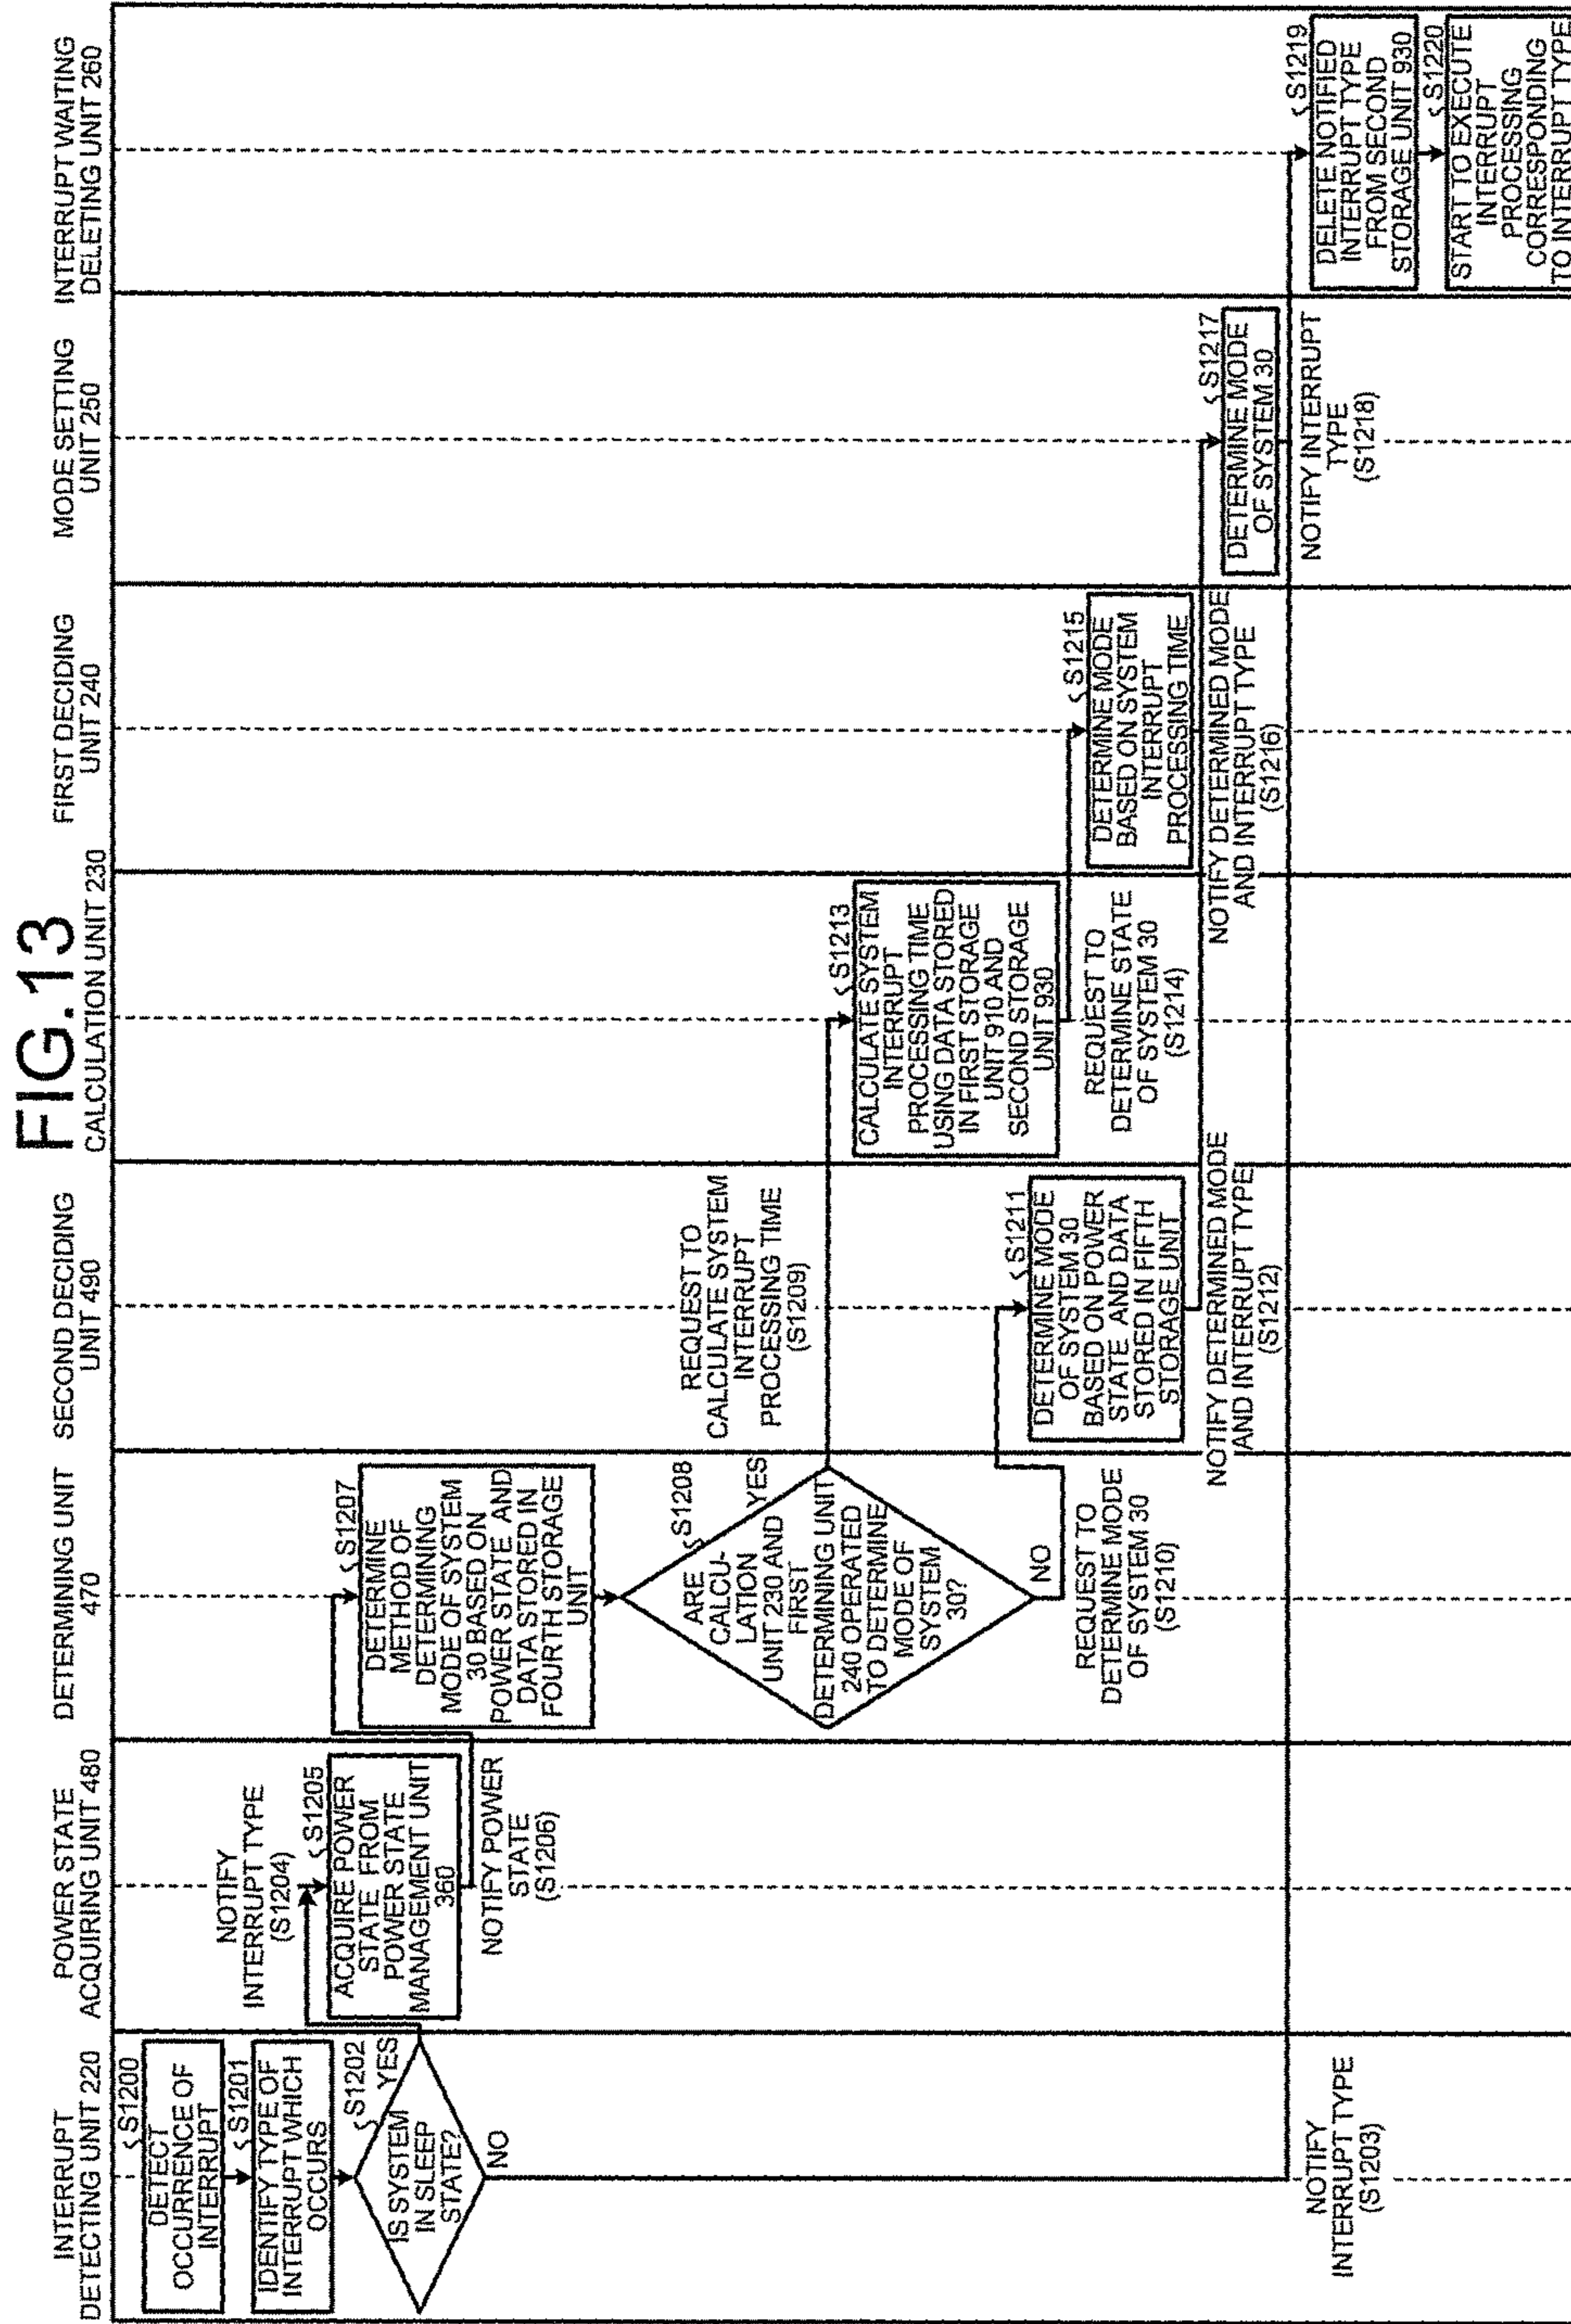 FIG.13
INTERRUPT
DETECTING UNIT 220
POWER STATE
ACQUIRING UNIT 480
DETERMINING UNIT
470
SECOND DECIDING
UNIT 490
CALCULATION UNIT 230
FIRST DECIDING
UNIT 240
MODE SETTING
UNIT 250
INTERRUPT WAITING
DELETING UNIT 260
S1200
DETECT
OCCURRENCE OF
INTERRUPT
S1201
IDENTIFY TYPE OF
INTERRUPT WHICH
OCCURS
S1202
IS SYSTEM
IN SLEEP
STATE?
YES
NO
NOTIFY
INTERRUPT TYPE
(S1203)
NOTIFY
INTERRUPT TYPE
(S1204)
S1205
ACQUIRE POWER
STATE FROM
POWER STATE
MANAGEMENT UNIT
360
NOTIFY POWER
STATE
(S1206)
S1207
DETERMINE
METHOD OF
DETERMINING
MODE OF SYSTEM
30 BASED ON
POWER STATE AND
DATA STORED IN
FOURTH STORAGE
UNIT
S1208
ARE
CALCU-
LATION
UNIT 230 AND
FIRST
DETERMINING UNIT
240 OPERATED
TO DETERMINE
MODE OF
SYSTEM
30?
YES
NO
REQUEST TO
DETERMINE MODE
OF SYSTEM 30
(S1210)
REQUEST TO
CALCULATE SYSTEM
INTERRUPT
PROCESSING TIME
(S1209)
S1211
DETERMINE MODE
OF SYSTEM 30
BASED ON POWER
STATE AND DATA
STORED IN FIFTH
STORAGE UNIT
NOTIFY DETERMINED MODE
AND INTERRUPT TYPE
(S1212)
S1213
CALCULATE SYSTEM
INTERRUPT
PROCESSING TIME
USING DATA STORED
IN FIRST STORAGE
UNIT 910 AND
SECOND STORAGE
UNIT 930
REQUEST TO
DETERMINE STATE
OF SYSTEM 30
(S1214)
S1215
DETERMINE MODE
BASED ON SYSTEM
INTERRUPT
PROCESSING TIME
NOTIFY DETERMINED MODE
AND INTERRUPT TYPE
(S1216)
S1217
DETERMINE MODE
OF SYSTEM 30
NOTIFY INTERRUPT
TYPE
(S1218)
S1219
DELETE NOTIFIED
INTERRUPT TYPE
FROM SECOND
STORAGE UNIT 930
S1220
START TO EXECUTE
INTERRUPT
PROCESSING
CORRESPONDING
TO INTERRUPT TYPE